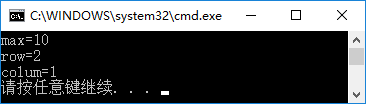 C:\WINDOWS\system32\cmd.exe
max=10
row=2
colum=1
请按任意键继续. . .